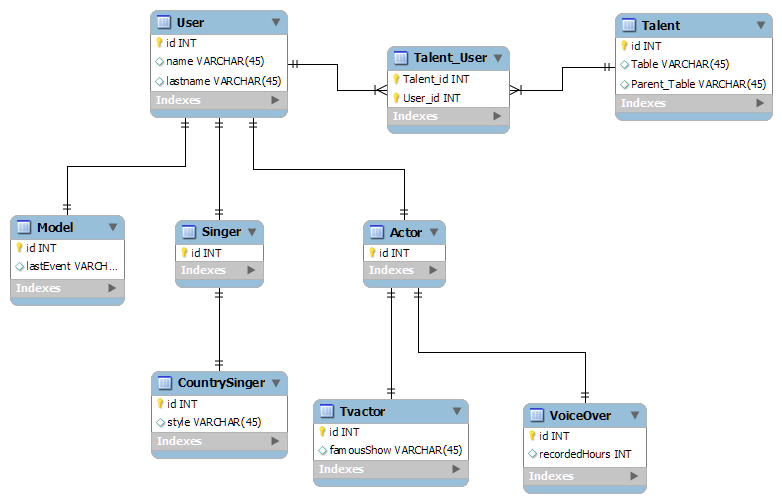 User
id INT
name VARCHAR(45)
lastname VARCHAR(45)
Indexes
Talent_User
Talent_id INT
User_id INT
Indexes
Talent
id INT
Table VARCHAR(45)
Parent_Table VARCHAR(45)
Indexes
Model
id INT
lastEvent VARCH...
Indexes
Singer
id INT
Indexes
Actor
id INT
Indexes
CountrySinger
id INT
style VARCHAR(45)
Indexes
Tvactor
id INT
famousShow VARCHAR(45)
Indexes
VoiceOver
id INT
recordedHours INT
Indexes